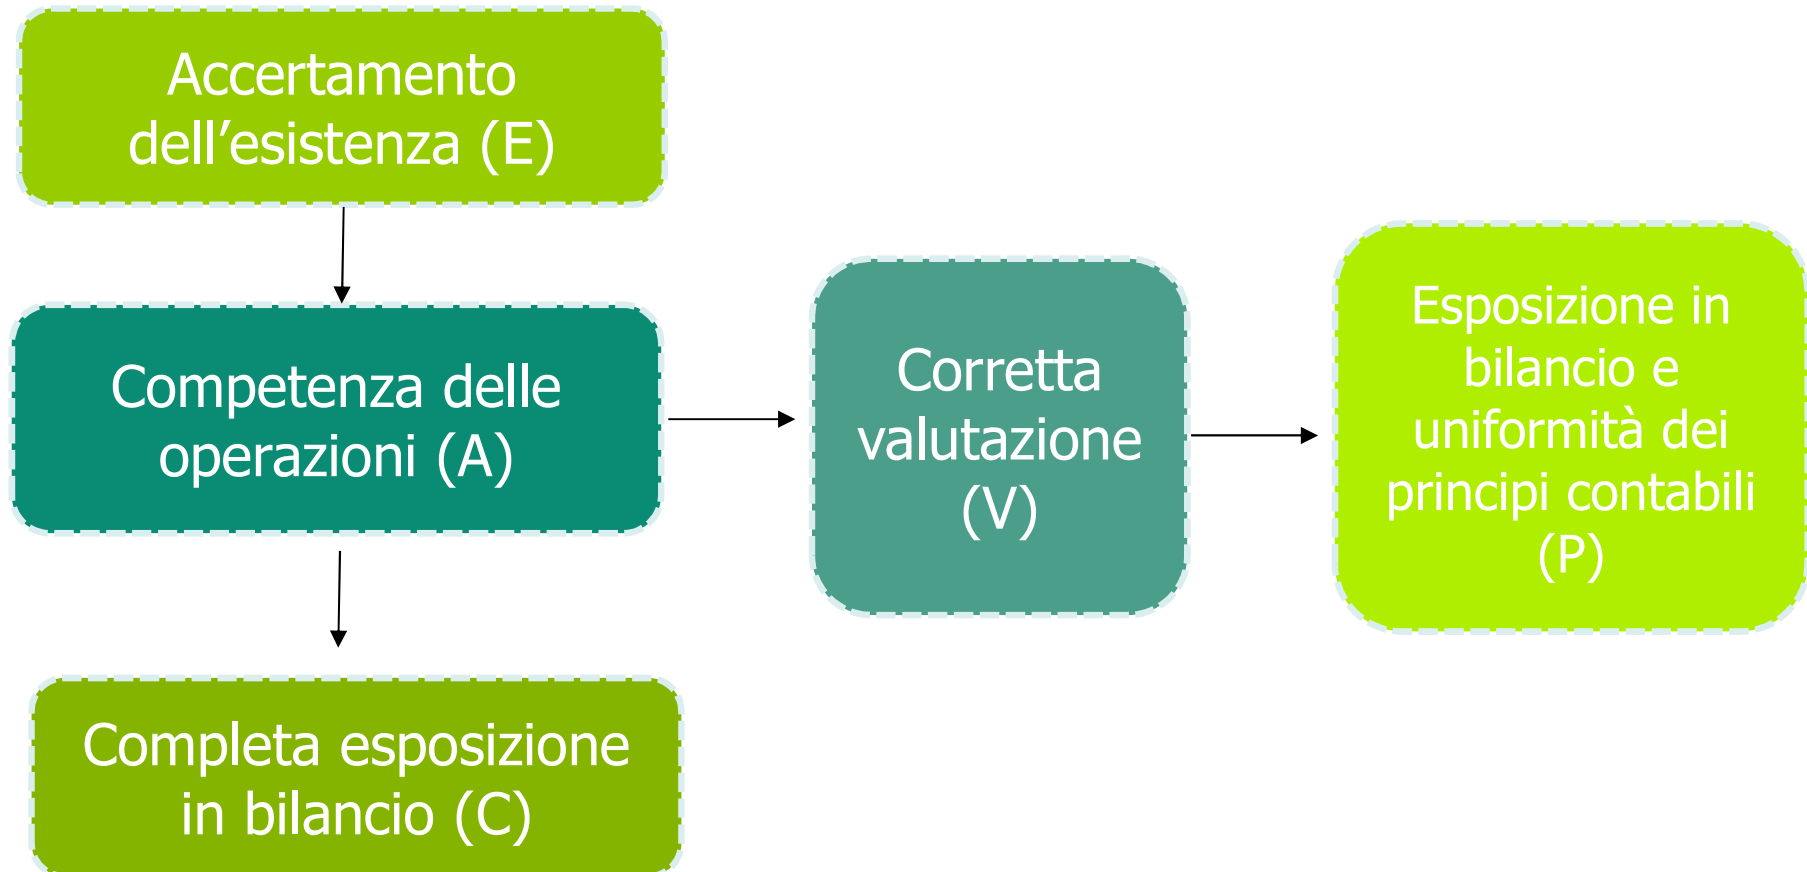 Accertamento
dell’esistenza (E)
Competenza delle
operazioni (A)
Completa esposizione
in bilancio (C)
Corretta
valutazione
(V)
Esposizione in
bilancio e
uniformità dei
principi contabili
(P)